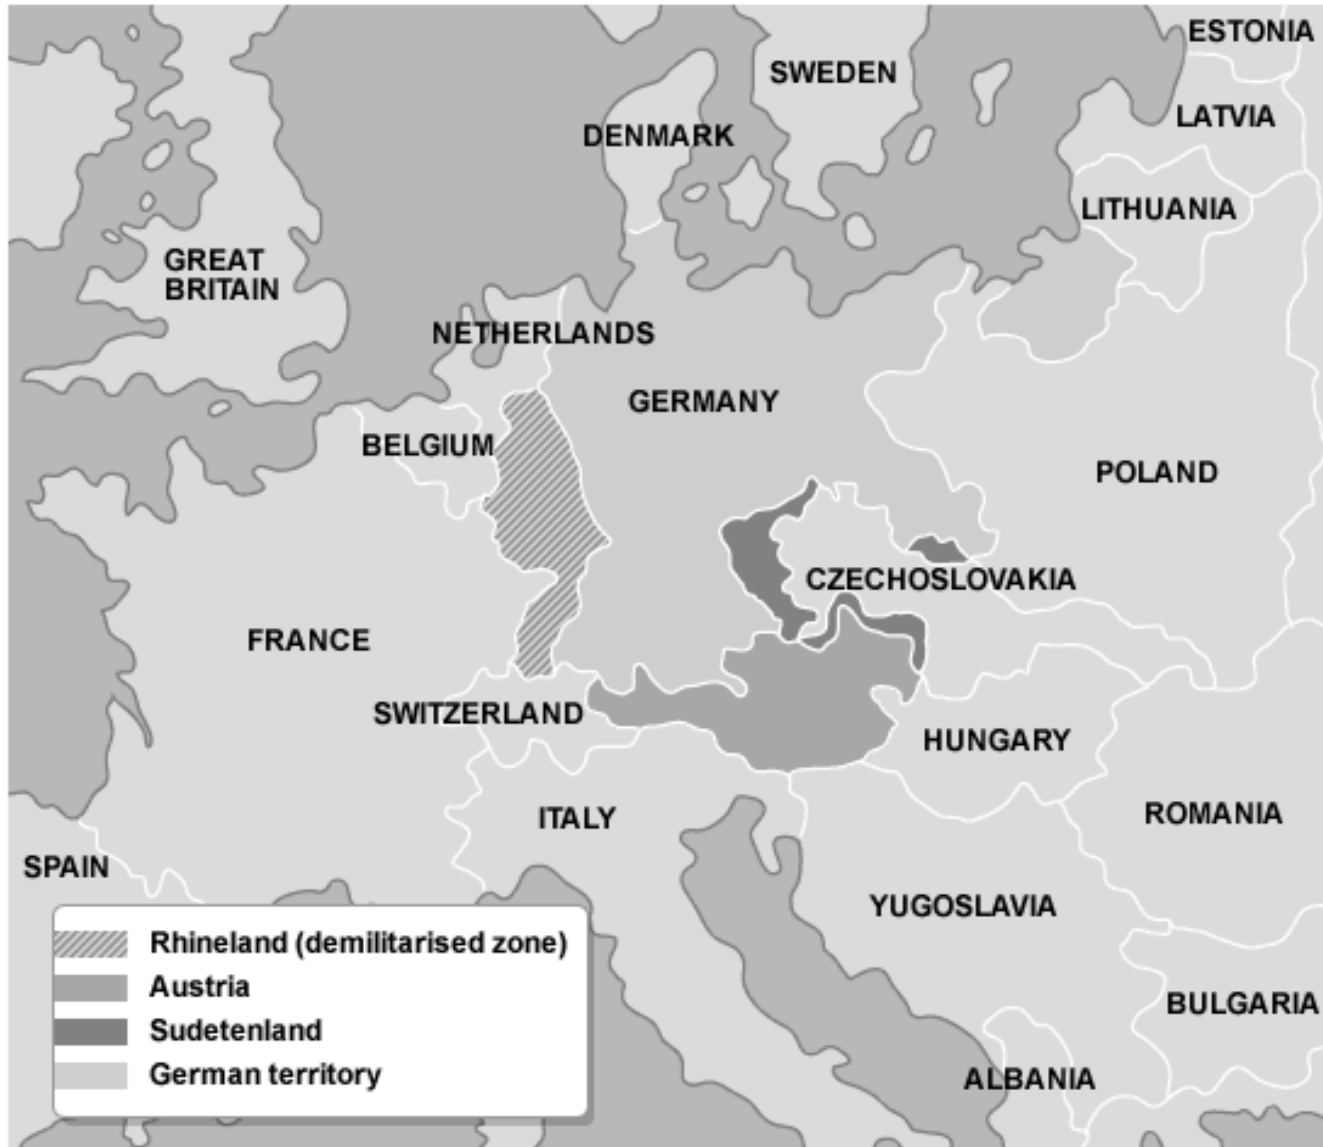 ESTONIA
SWEDEN
LATVIA
DENMARK
LITHUANIA
GREAT
BRITAIN
NETHERLANDS
GERMANY
BELGIUM
POLAND
CZECHOSLOVAKIA
FRANCE
SWITZERLAND
HUNGARY
ITALY
ROMANIA
SPAIN
YUGOSLAVIA
Rhineland (demilitarised zone)
Austria
Sudetenland
German territory
BULGARIA
ALBANIA